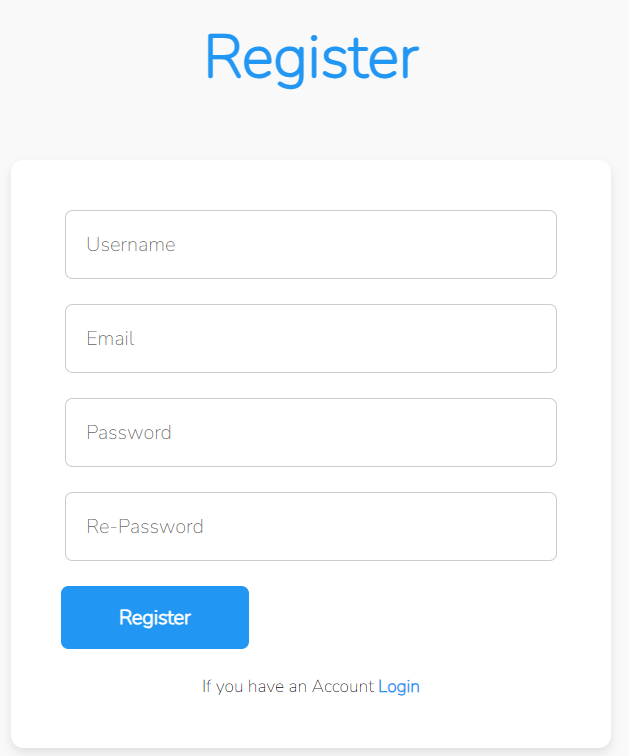 Register
Username
Email
Password
Re-Password
Register
If you have an Account Login